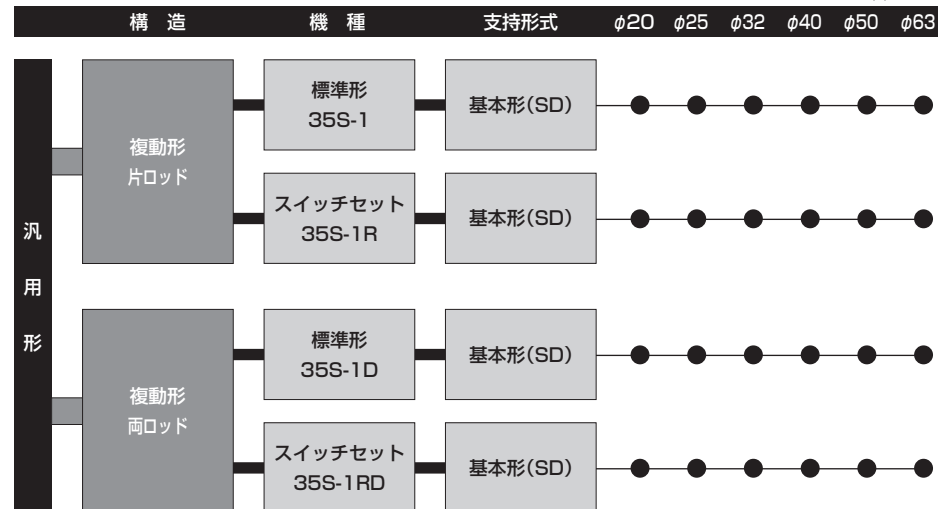 構 造 機 種 支持形式 φ20 φ25 φ32 φ40 φ50 φ63
汎用形
複動形
片ロッド
標準形
35S-1
基本形(SD)
スイッチセット
35S-1R
基本形(SD)
複動形
両ロッド
標準形
35S-1D
基本形(SD)
スイッチセット
35S-1RD
基本形(SD)